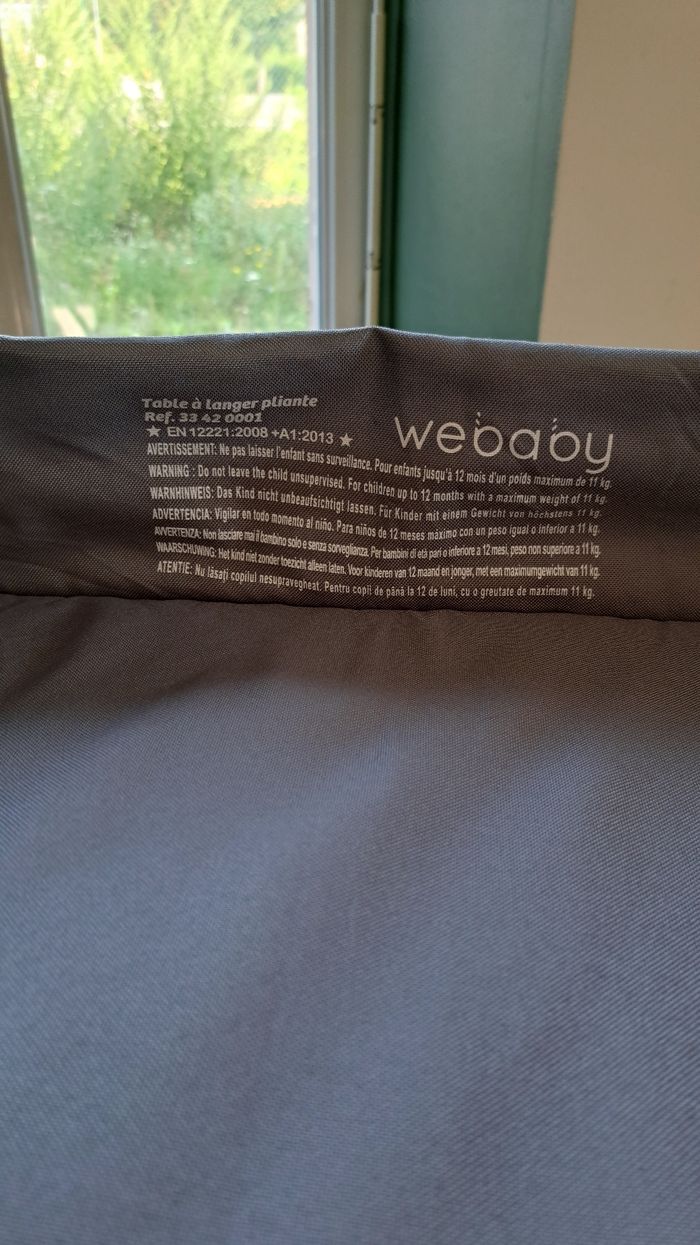 Table à langer pliante
Ref. 33 42 0001
★ EN 12221:2008 +A1:2013 ★
webaby
AVERTISSEMENT: Ne pas laisser l'enfant sans surveillance. Pour enfants jusqu'à 12 mois d'un poids maximum de 11 kg.
WARNING : Do not leave the child unsupervised. For children up to 12 months with a maximum weight of 11 kg.
WARNHINWEIS: Das Kind nicht unbeaufsichtigt lassen. Für Kinder mit einem Gewicht von höchstens 11 kg.
ADVERTENCIA: Vigilar en todo momento al niño. Para niños de 12 meses máximo con un peso igual o inferior a 11 kg.
AVVERTENZA: Non lasciare mai il bambino solo e senza sorveglianza. Per bambini di età pari o inferiore a 12 mesi, peso non superiore a 11 kg.
WAARSCHUWING: Het kind niet zonder toezicht alleen laten. Voor kinderen van 12 maand en jonger, met een maximumgewicht van 11 kg.
ATENTIE: Nu lăsați copilul nesupravegheat. Pentru copii de până la 12 de luni, cu o greutate de maximum 11 kg.